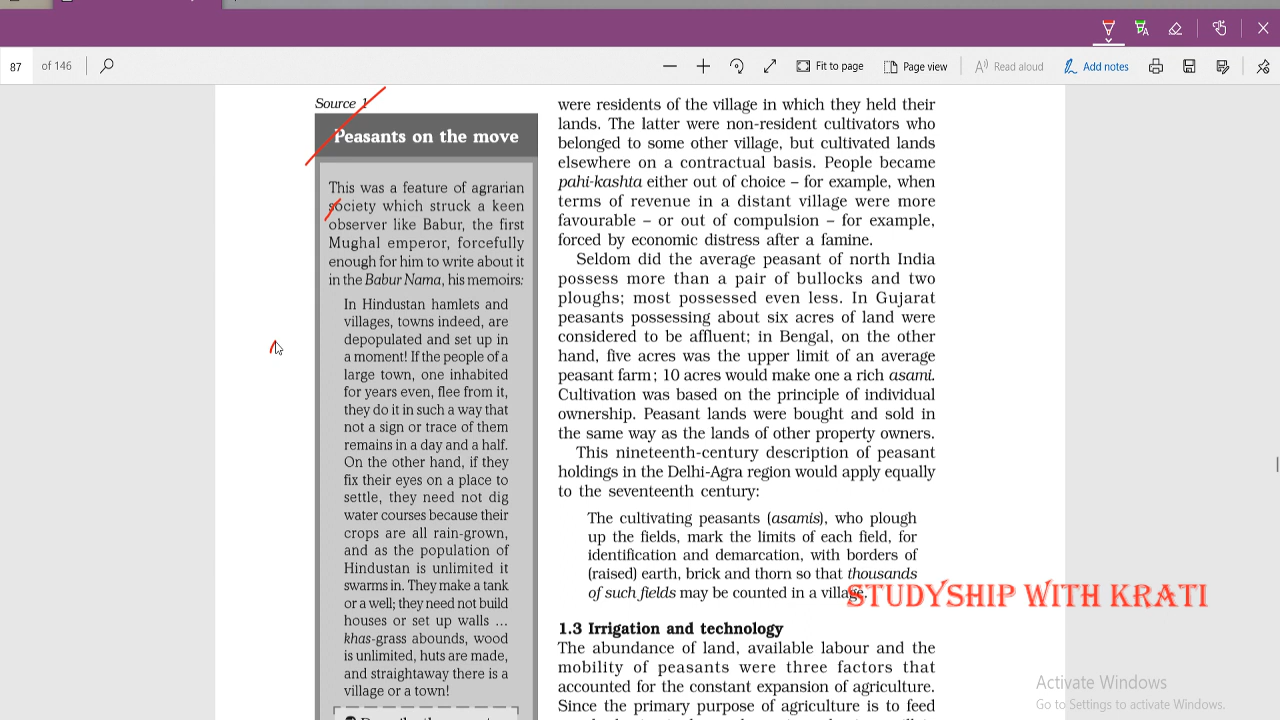 87 of 146
Fit to page
Page view
Read aloud
Add notes
Source 1
Peasants on the move
This was a feature of agrarian
society which struck a keen
observer like Babur, the first
Mughal emperor, forcefully
enough for him to write about it
in the Babur Nama, his memoirs:
In Hindustan hamlets and
villages, towns indeed, are
depopulated and set up in
a moment! If the people of a
large town, one inhabited
for years even, flee from it,
they do it in such a way that
not a sign or trace of them
remains in a day and a half.
On the other hand, if they
fix their eyes on a place to
settle, they need not dig
water courses because their
crops are all rain-grown,
and as the population of
Hindustan is unlimited it
swarms in. They make a tank
or a well; they need not build
houses or set up walls ...
khas-grass abounds, wood
is unlimited, huts are made,
and straightaway there is a
village or a town!
were residents of the village in which they held their
lands. The latter were non-resident cultivators who
belonged to some other village, but cultivated lands
elsewhere on a contractual basis. People became
pahi-kashta either out of choice – for example, when
terms of revenue in a distant village were more
favourable – or out of compulsion – for example,
forced by economic distress after a famine.
Seldom did the average peasant of north India
possess more than a pair of bullocks and two
ploughs; most possessed even less. In Gujarat
peasants possessing about six acres of land were
considered to be affluent; in Bengal, on the other
hand, five acres was the upper limit of an average
peasant farm; 10 acres would make one a rich asami.
Cultivation was based on the principle of individual
ownership. Peasant lands were bought and sold in
the same way as the lands of other property owners.
This nineteenth-century description of peasant
holdings in the Delhi-Agra region would apply equally
to the seventeenth century:
The cultivating peasants (asamis), who plough
up the fields, mark the limits of each field, for
identification and demarcation, with borders of
(raised) earth, brick and thorn so that thousands
of such fields may be counted in a village.
STUDYSHIP WITH KRATI
1.3 Irrigation and technology
The abundance of land, available labour and the
mobility of peasants were three factors that
accounted for the constant expansion of agriculture.
Since the primary purpose of agriculture is to feed
Activate Windows
Go to Settings to activate Windows.